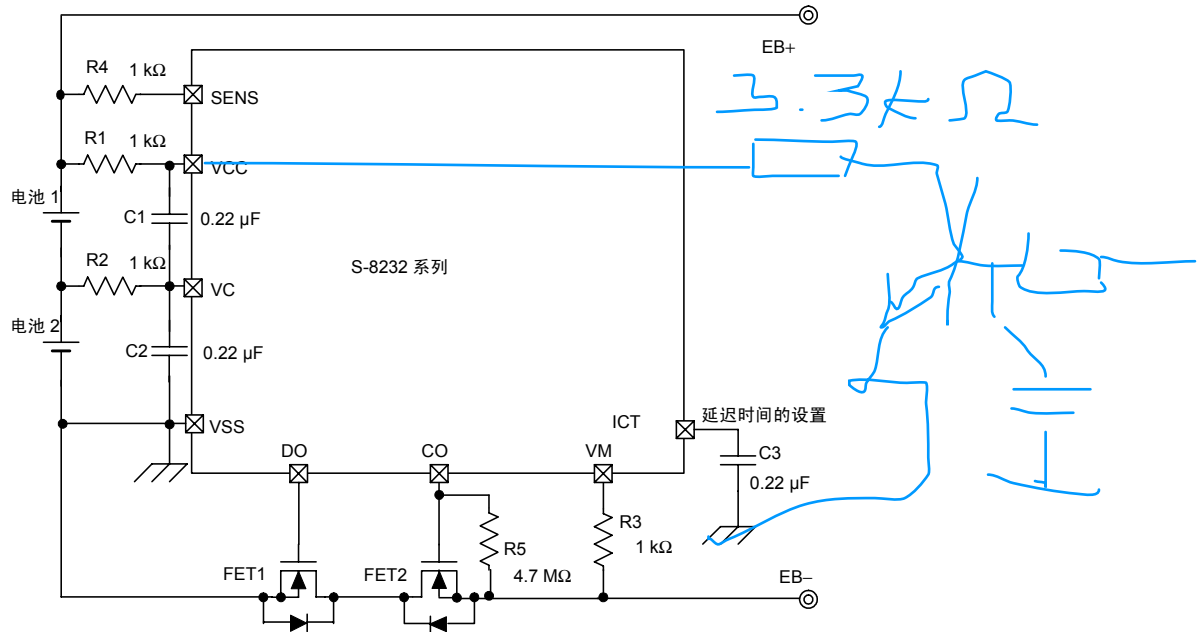 EB+
3.3kΩ
R4 1 kΩ
SENS
R1 1 kΩ
VCC
电池 1
C1 0.22 µF
S-8232 系列
R2 1 kΩ
VC
电池 2
C2 0.22 µF
VSS
ICT 延迟时间的设置
DO CO VM
C3
0.22 µF
R3
1 kΩ
R5
4.7 MΩ
FET1 FET2
EB−